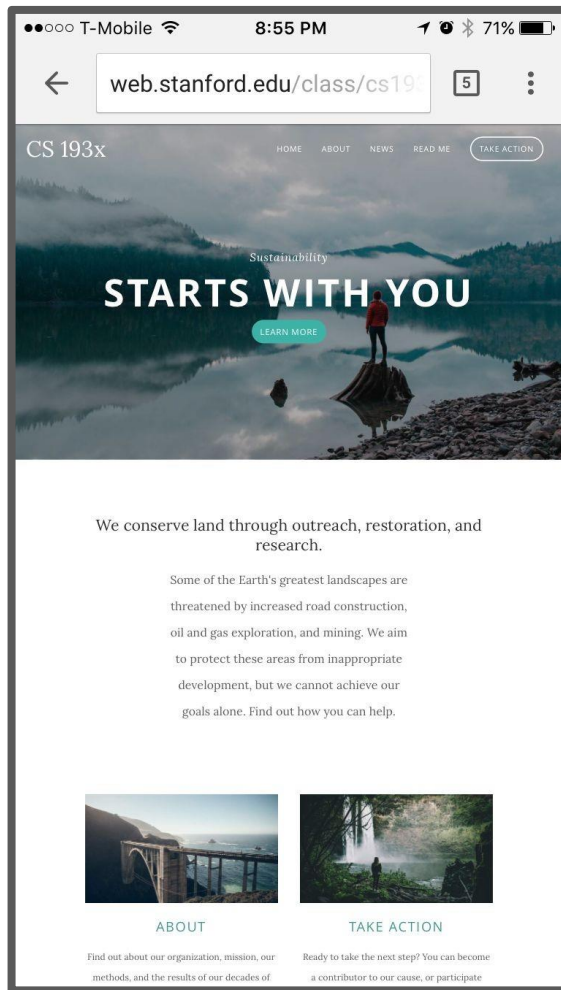 T-Mobile 8:55 PM 71%
web.stanford.edu/class/cs193 5
CS 193x HOME ABOUT NEWS READ ME TAKE ACTION
Sustainability
STARTS WITH YOU
LEARN MORE
We conserve land through outreach, restoration, and
research.
Some of the Earth's greatest landscapes are
threatened by increased road construction,
oil and gas exploration, and mining. We aim
to protect these areas from inappropriate
development, but we cannot achieve our
goals alone. Find out how you can help.
ABOUT
Find out about our organization, mission, our
methods, and the results of our decades of
TAKE ACTION
Ready to take the next step? You can become
a contributor to our cause, or participate